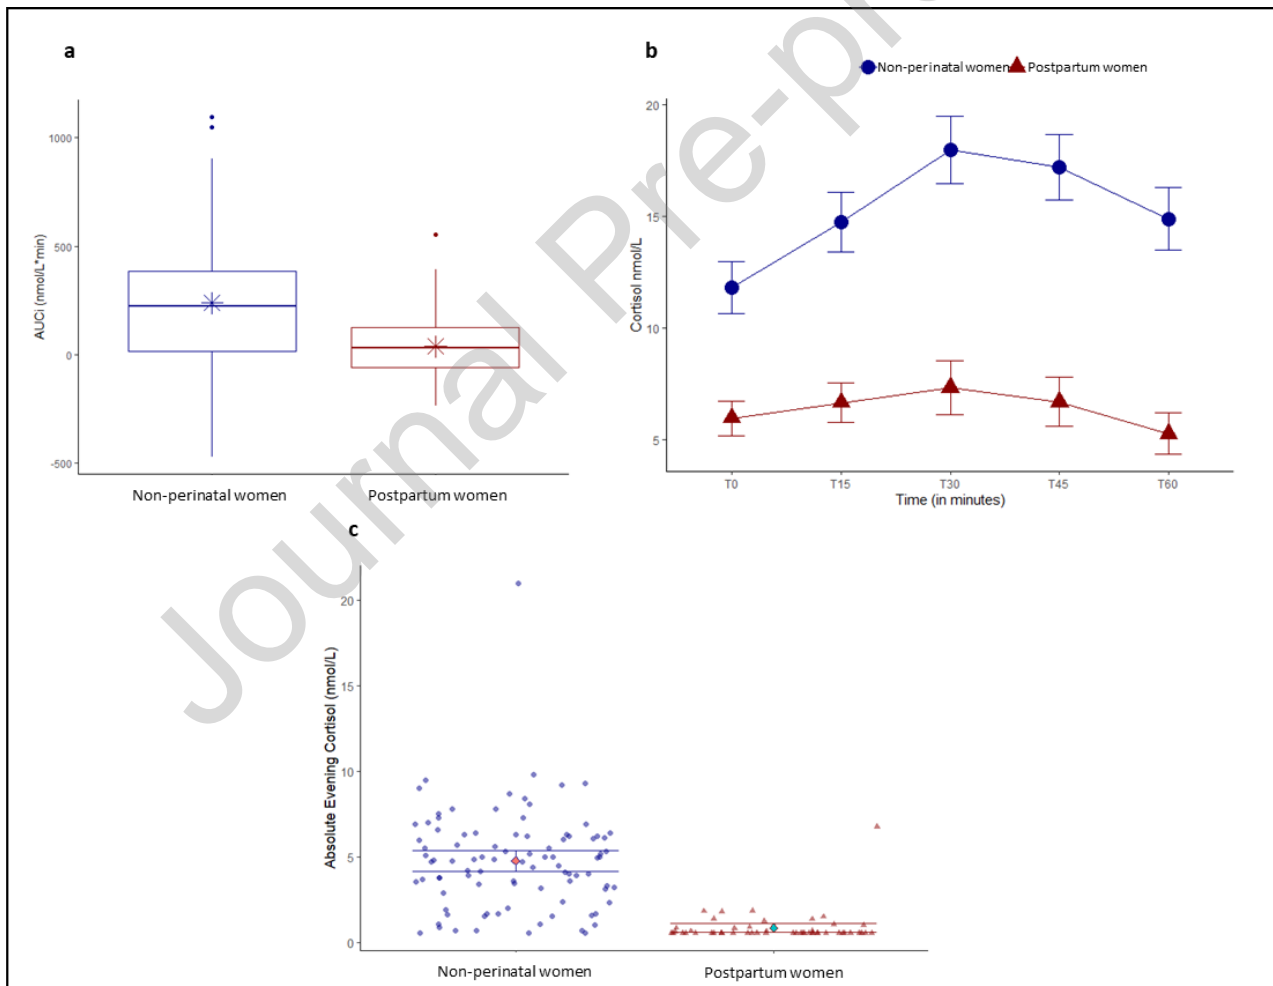 a
1000
500
0
-500
AUCi (nmol/L*min)
Non-perinatal women
Postpartum women
b
Non-perinatal women
Postpartum women
20
15
10
5
Cortisol nmol/L
T0
T15
T30
T45
T60
Time (in minutes)
c
20
15
10
5
0
Absolute Evening Cortisol (nmol/L)
Non-perinatal women
Postpartum women
Journal Pre-pr